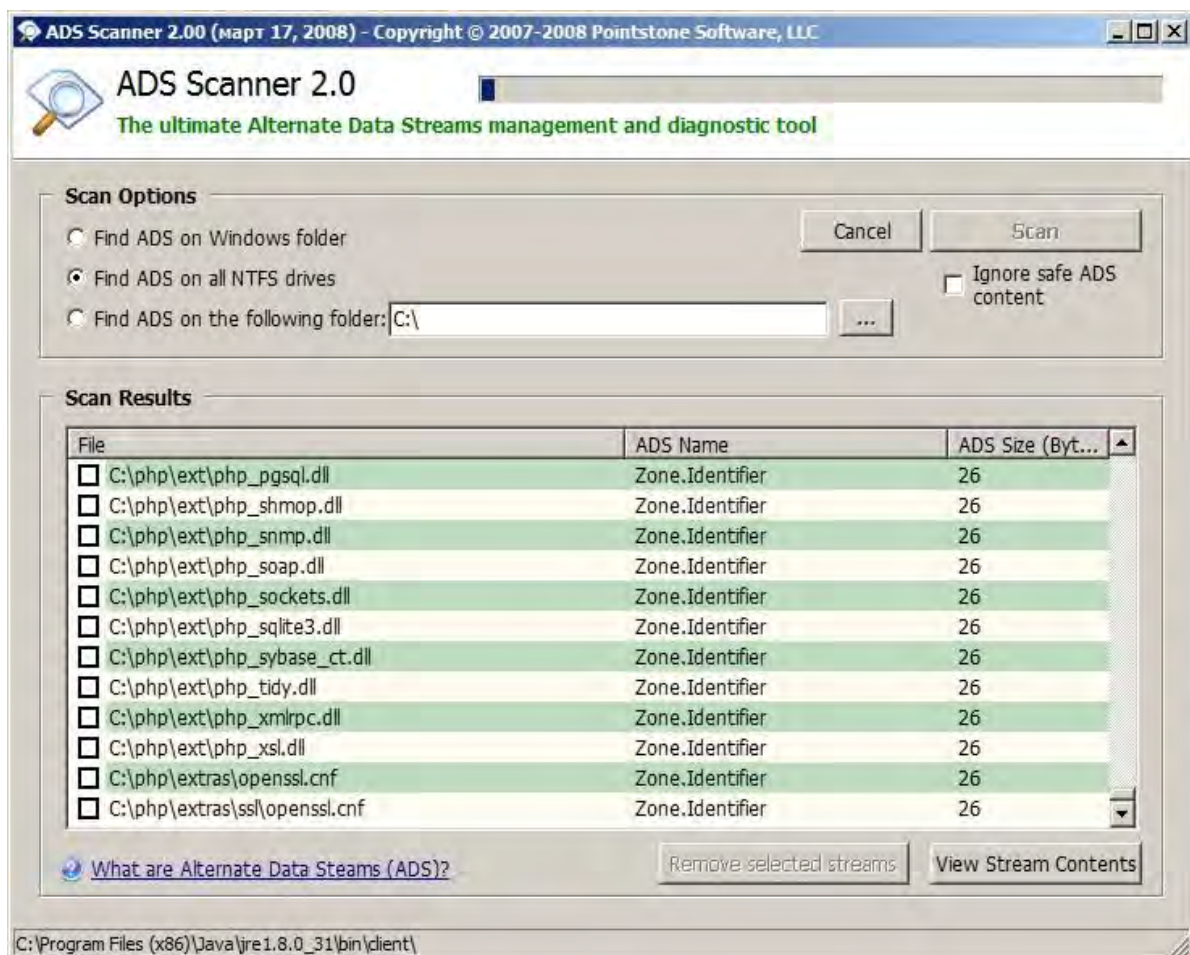 ADS Scanner 2.00 (март 17, 2008) - Copyright © 2007-2008 Pointstone Software, LLC
ADS Scanner 2.0
The ultimate Alternate Data Streams management and diagnostic tool
Scan Options
Find ADS on Windows folder
Cancel
Scan
Find ADS on all NTFS drives
Ignore safe ADS
content
Find ADS on the following folder: C:\
...
Scan Results
File ADS Name ADS Size (Byt...
C:\php\ext\php_pgsql.dll Zone.Identifier 26
C:\php\ext\php_shmop.dll Zone.Identifier 26
C:\php\ext\php_snmp.dll Zone.Identifier 26
C:\php\ext\php_soap.dll Zone.Identifier 26
C:\php\ext\php_sockets.dll Zone.Identifier 26
C:\php\ext\php_sqlite3.dll Zone.Identifier 26
C:\php\ext\php_sybase_ct.dll Zone.Identifier 26
C:\php\ext\php_tidy.dll Zone.Identifier 26
C:\php\ext\php_xmlrpc.dll Zone.Identifier 26
C:\php\ext\php_xsl.dll Zone.Identifier 26
C:\php\extras\openssl.cnf Zone.Identifier 26
C:\php\extras\ssl\openssl.cnf Zone.Identifier 26
What are Alternate Data Steams (ADS)?
Remove selected streams
View Stream Contents
C:\Program Files (x86)\Java\jre1.8.0_31\bin\client\